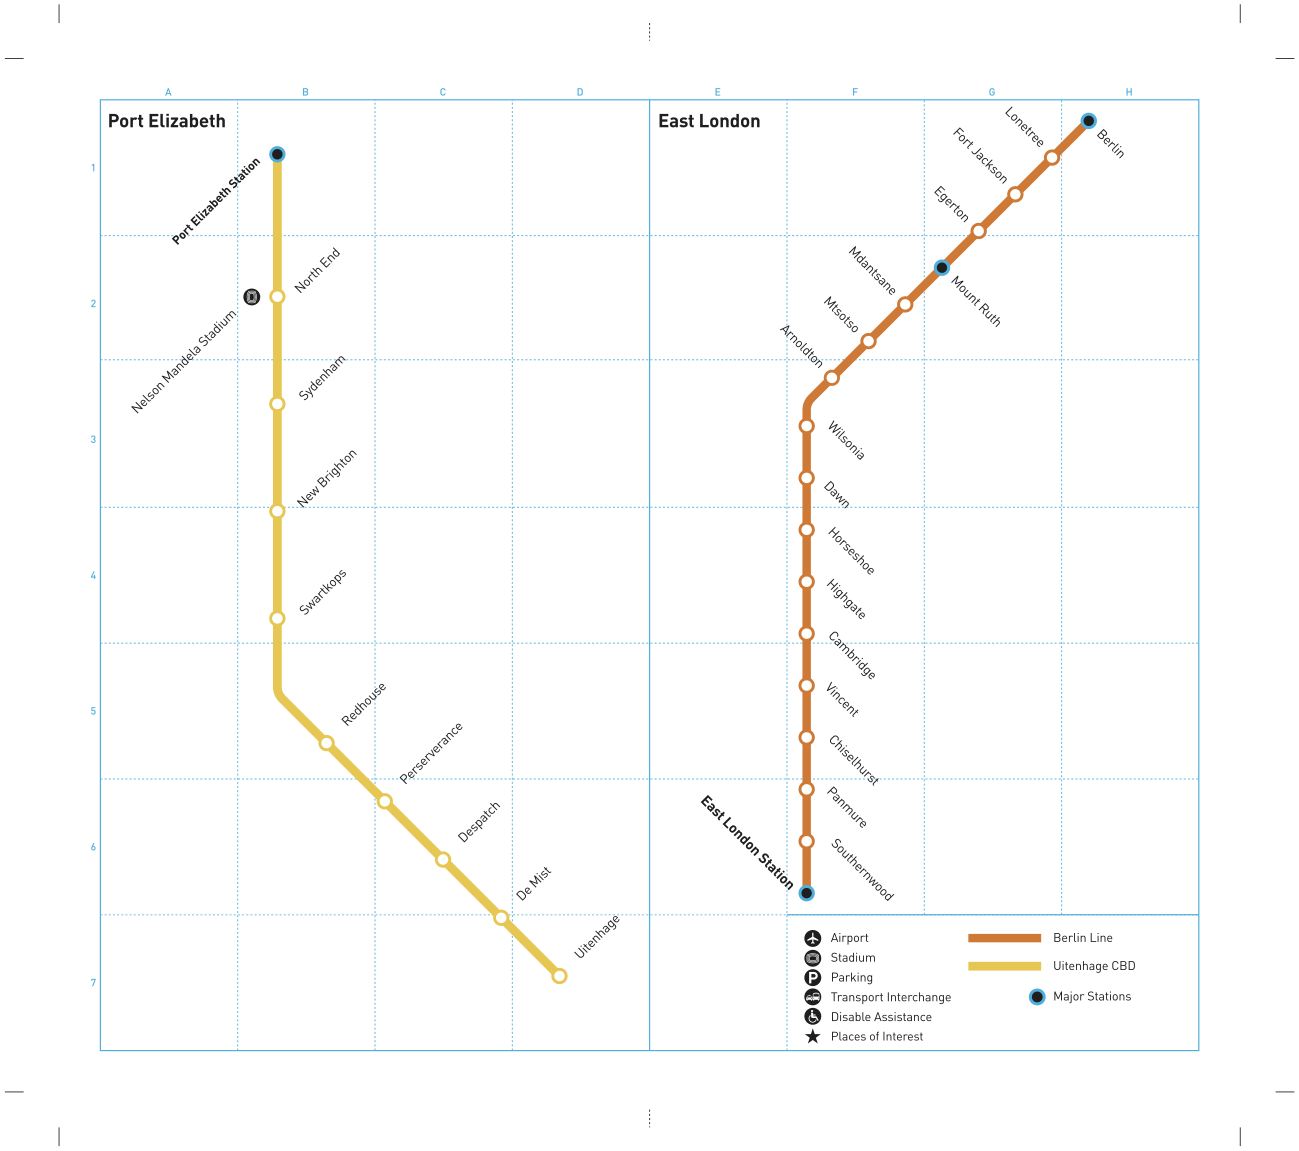 A B C D E F G H
Port Elizabeth
East London
1
2
3
4
5
6
7
Port Elizabeth Station
North End
Nelson Mandela Stadium
Sydenham
New Brighton
Swartkops
Redhouse
Perserverance
Despatch
De Mist
Uitenhage
Berlin
Lonetree
Fort Jackson
Egerton
Mount Ruth
Mdantsane
Mtsotso
Arnoldton
Wilsonia
Dawn
Horseshoe
Highgate
Cambridge
Vincent
Chiselhurst
Panmure
Southernwood
East London Station
Airport
Stadium
P Parking
Transport Interchange
Disable Assistance
Places of Interest
Berlin Line
Uitenhage CBD
Major Stations